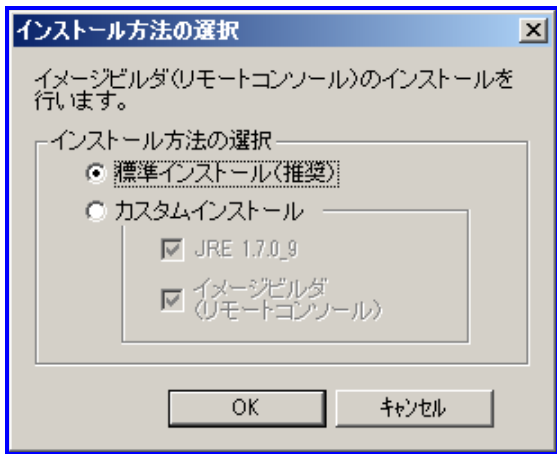 インストール方法の選択
イメージビルダ(リモートコンソール)のインストールを
行います。
インストール方法の選択
標準インストール(推奨)
カスタムインストール
JRE 1.7.0_9
イメージビルダ
(リモートコンソール)
OK
キャンセル